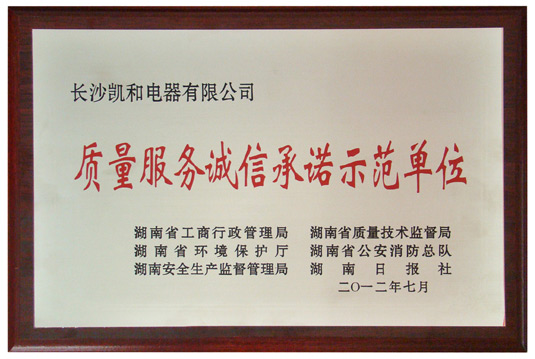 长沙凯和电器有限公司
质量服务诚信承诺示范单位
湖南省工商行政管理局 湖南省质量技术监督局
湖南省环境保护厅 湖南省公安消防总队
湖南安全生产监督管理局 湖南日报社
二〇一二年七月